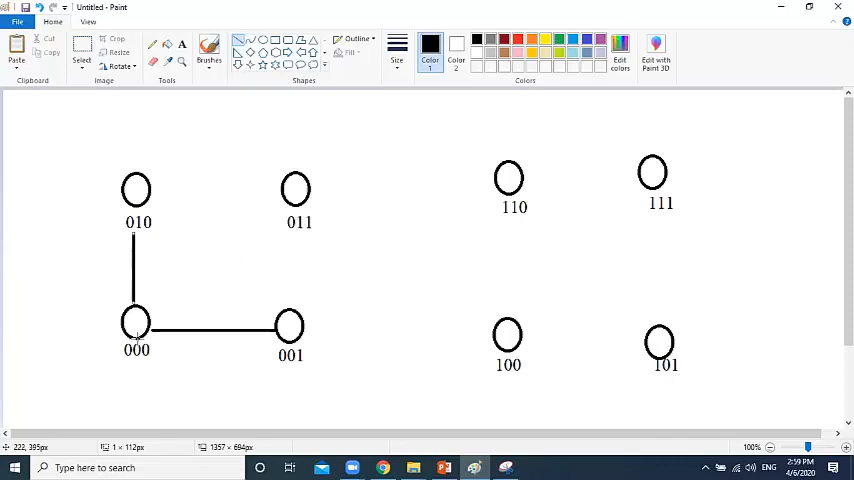 Untitled - Paint
File Home View
Paste
Cut
Copy
Clipboard
Select
Crop
Resize
Rotate
Image
A
Tools
Brushes
Outline
Fill
Shapes
Size
Color 1
Color 2
Edit colors
Edit with Paint 3D
Colors
010 011 110 111
000 001 100 101
222, 395px 1 × 112px 1357 × 694px 100%
Type here to search
ENG
2:59 PM
4/6/2020